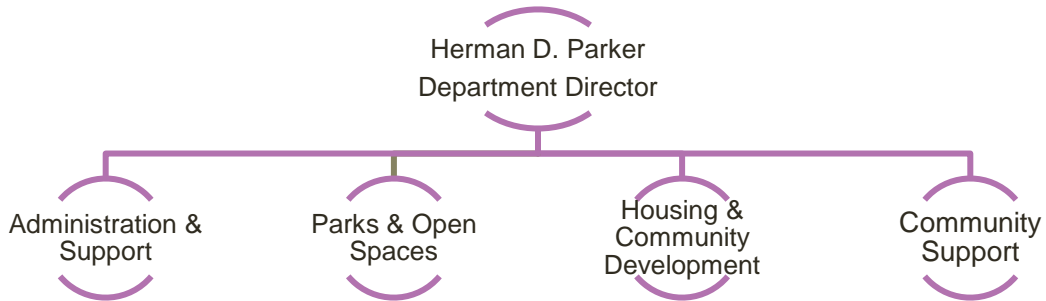 Herman D. Parker
Department Director
Administration &
Support
Parks & Open
Spaces
Housing &
Community
Development
Community
Support